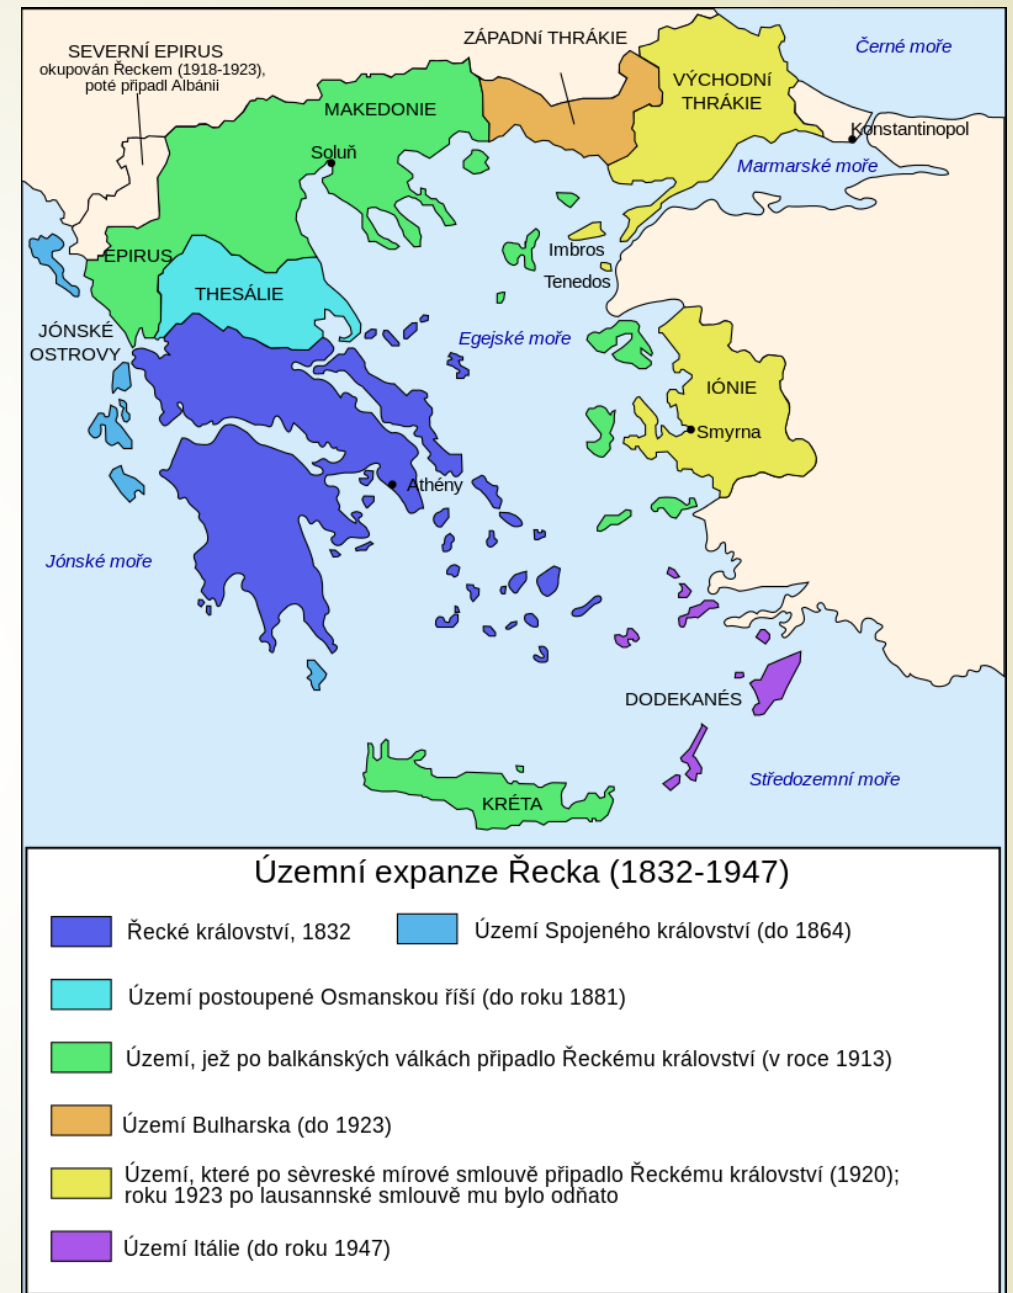 SEVERNÍ EPIRUS
okupován Řeckem (1918-1923),
poté připadl Albánii
ZÁPADNÍ THRÁKIE
Černé moře
VÝCHODNÍ
THRÁKIE
MAKEDONIE
Konstantinopol
Soluň
Marmarské moře
EPIRUS
Imbros
Tenedos
THESÁLIE
JÓNSKÉ
OSTROVY
Egejské moře
IÓNIE
Smyrna
Athény
Jónské moře
DODEKANÉS
Středozemní moře
KRÉTA
Územní expanze Řecka (1832-1947)
Řecké království, 1832
Území Spojeného království (do 1864)
Území postoupené Osmanskou říší (do roku 1881)
Území, jež po balkánských válkách připadlo Řeckému království (v roce 1913)
Území Bulharska (do 1923)
Území, které po sèvreské mírové smlouvě připadlo Řeckému království (1920);
roku 1923 po lausannské smlouvě mu bylo odňato
Území Itálie (do roku 1947)